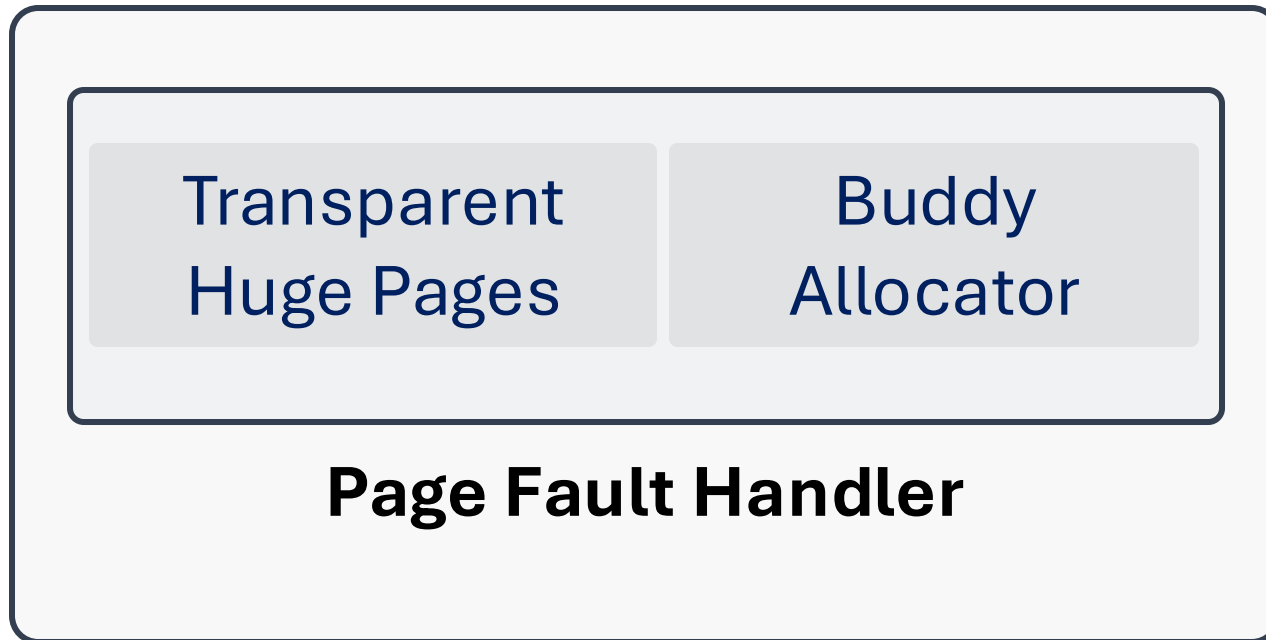 Transparent
Huge Pages
Buddy
Allocator
Page Fault Handler